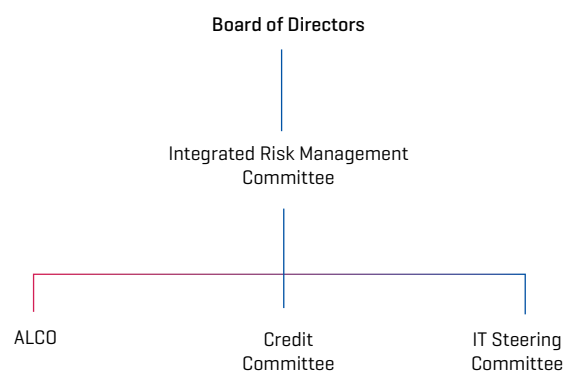 Board of Directors
Integrated Risk Management
Committee
ALCO
Credit
Committee
IT Steering
Committee